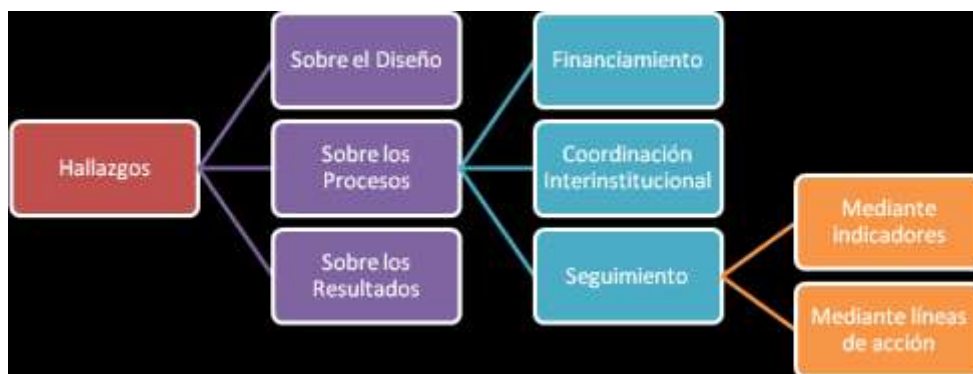 Hallazgos
Sobre el Diseño
Sobre los
Procesos
Sobre los
Resultados
Financiamiento
Coordinación
Interinstitucional
Seguimiento
Mediante
indicadores
Mediante líneas
de acción